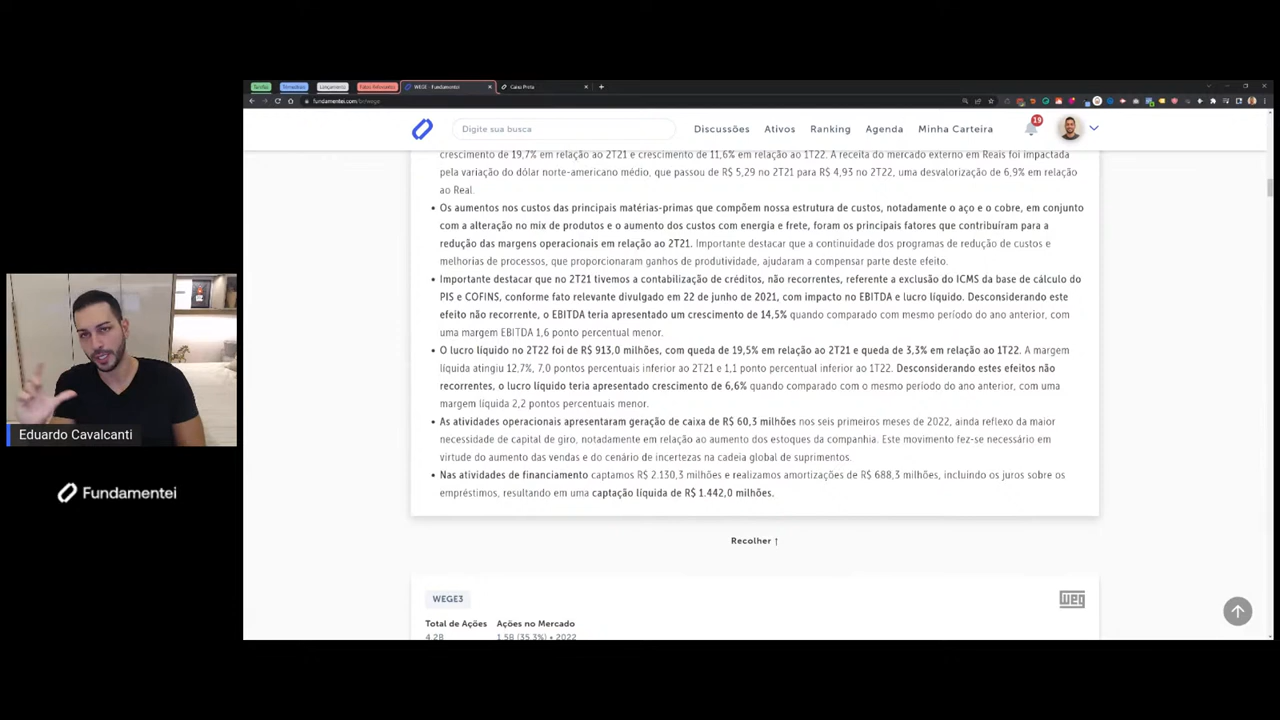 Tarefas
Lançamento
WEGE - Fundamentei
Caixa Preta
fundamentei.com/br/wege
Digite sua busca
Discussões
Ativos
Ranking
Agenda
Minha Carteira
19
crescimento de 19,7% em relação ao 2T21 e crescimento de 11,6% em relação ao 1T22. A receita do mercado externo em Reais foi impactada
pela variação do dólar norte-americano médio, que passou de R$ 5,29 no 2T21 para R$ 4,93 no 2T22, uma desvalorização de 6,9% em relação
ao Real.
• Os aumentos nos custos das principais matérias-primas que compõem nossa estrutura de custos, notadamente o aço e o cobre, em conjunto
com a alteração no mix de produtos e o aumento dos custos com energia e frete, foram os principais fatores que contribuíram para a
redução das margens operacionais em relação ao 2T21. Importante destacar que a continuidade dos programas de redução de custos e
melhorias de processos, que proporcionaram ganhos de produtividade, ajudaram a compensar parte deste efeito.
• Importante destacar que no 2T21 tivemos a contabilização de créditos, não recorrentes, referente a exclusão do ICMS da base de cálculo do
PIS e COFINS, conforme fato relevante divulgado em 22 de junho de 2021, com impacto no EBITDA e lucro líquido. Desconsiderando este
efeito não recorrente, o EBITDA teria apresentado um crescimento de 14,5% quando comparado com mesmo período do ano anterior, com
uma margem EBITDA 1,6 ponto percentual menor.
• O lucro líquido no 2T22 foi de R$ 913,0 milhões, com queda de 19,5% em relação ao 2T21 e queda de 3,3% em relação ao 1T22. A margem
líquida atingiu 12,7%, 7,0 pontos percentuais inferior ao 2T21 e 1,1 ponto percentual inferior ao 1T22. Desconsiderando estes efeitos não
recorrentes, o lucro líquido teria apresentado crescimento de 6,6% quando comparado com o mesmo período do ano anterior, com uma
margem líquida 2,2 pontos percentuais menor.
• As atividades operacionais apresentaram geração de caixa de R$ 60,3 milhões nos seis primeiros meses de 2022, ainda reflexo da maior
necessidade de capital de giro, notadamente em relação ao aumento dos estoques da companhia. Este movimento fez-se necessário em
virtude do aumento das vendas e do cenário de incertezas na cadeia global de suprimentos.
• Nas atividades de financiamento captamos R$ 2.130,3 milhões e realizamos amortizações de R$ 688,3 milhões, incluindo os juros sobre os
empréstimos, resultando em uma captação líquida de R$ 1.442,0 milhões.
Recolher ↑
WEGE3
weg
Total de Ações
Ações no Mercado
4.2B
1.5B (35.3%) • 2022
Eduardo Cavalcanti
Fundamentei